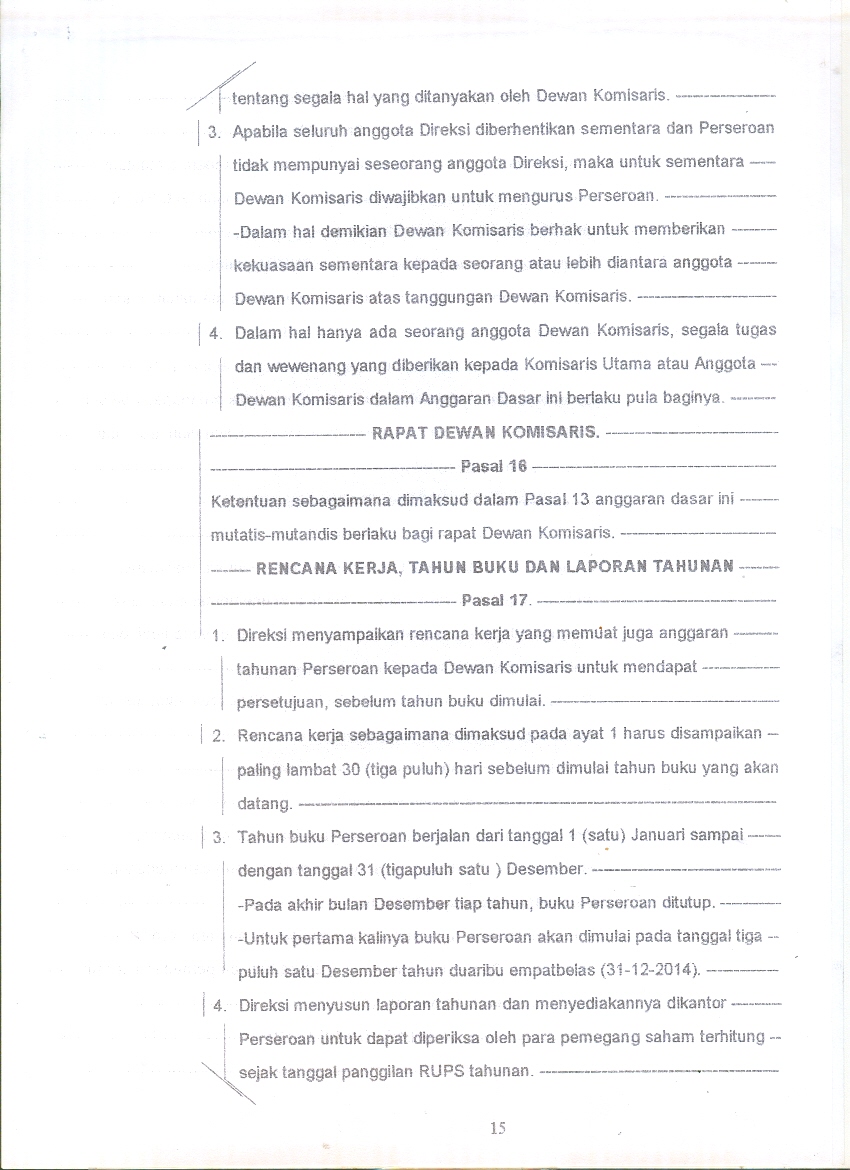 tentang segala hal yang ditanyakan oleh Dewan Komisaris. ----------------
3. Apabila seluruh anggota Direksi diberhentikan sementara dan Perseroan
tidak mempunyai seseorang anggota Direksi, maka untuk sementara ----
Dewan Komisaris diwajibkan untuk mengurus Perseroan. ------------------
-Dalam hal demikian Dewan Komisaris berhak untuk memberikan -------
kekuasaan sementara kepada seorang atau lebih diantara anggota ------
Dewan Komisaris atas tanggungan Dewan Komisaris. ----------------------
4. Dalam hal hanya ada seorang anggota Dewan Komisaris, segala tugas
dan wewenang yang diberikan kepada Komisaris Utama atau Anggota --
Dewan Komisaris dalam Anggaran Dasar ini berlaku pula baginya. -------
------------------------- RAPAT DEWAN KOMISARIS. ----------------------------
--------------------------------------- Pasal 16 ---------------------------------------
Ketentuan sebagaimana dimaksud dalam Pasal 13 anggaran dasar ini ------
mutatis-mutandis berlaku bagi rapat Dewan Komisaris. -------------------------
------ RENCANA KERJA, TAHUN BUKU DAN LAPORAN TAHUNAN ------
--------------------------------------- Pasal 17. --------------------------------------
1. Direksi menyampaikan rencana kerja yang memuat juga anggaran -------
tahunan Perseroan kepada Dewan Komisaris untuk mendapat ------------
persetujuan, sebelum tahun buku dimulai. ------------------------------------
2. Rencana kerja sebagaimana dimaksud pada ayat 1 harus disampaikan –
paling lambat 30 (tiga puluh) hari sebelum dimulai tahun buku yang akan
datang. ----------------------------------------------------------------------------
3. Tahun buku Perseroan berjalan dari tanggal 1 (satu) Januari sampai -----
dengan tanggal 31 (tigapuluh satu ) Desember. ------------------------------
-Pada akhir bulan Desember tiap tahun, buku Perseroan ditutup. ----------
-Untuk pertama kalinya buku Perseroan akan dimulai pada tanggal tiga --
puluh satu Desember tahun duaribu empatbelas (31-12-2014). ------------
4. Direksi menyusun laporan tahunan dan menyediakannya dikantor --------
Perseroan untuk dapat diperiksa oleh para pemegang saham terhitung --
sejak tanggal panggilan RUPS tahunan. --------------------------------------
15